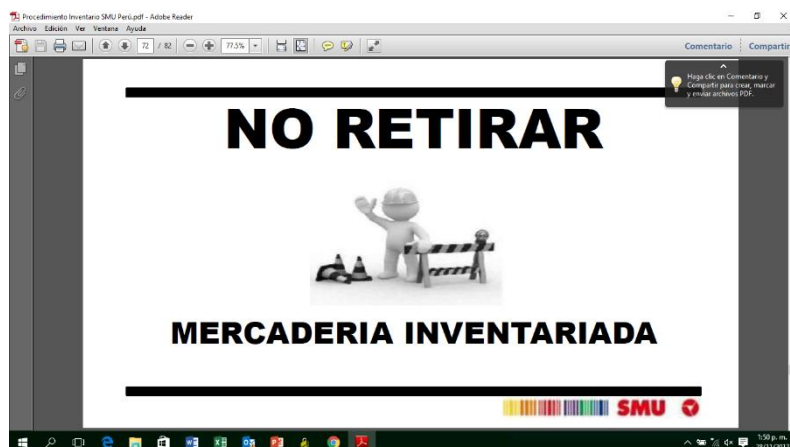 Procedimiento Inventario SMU Perú.pdf - Adobe Reader
Archivo Edición Ver Ventana Ayuda
72 / 82 77.5% Comentario Compartir
Haga clic en Comentario y
Compartir para crear, marcar
y enviar archivos PDF.
NO RETIRAR
MERCADERIA INVENTARIADA
SMU
1:50 p. m.